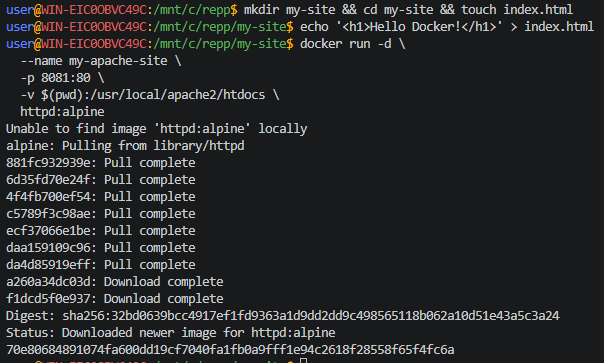 user@WIN-EIC0OBVC49C:/mnt/c/repp$ mkdir my-site && cd my-site && touch index.html
user@WIN-EIC0OBVC49C:/mnt/c/repp/my-site$ echo '<h1>Hello Docker!</h1>' > index.html
user@WIN-EIC0OBVC49C:/mnt/c/repp/my-site$ docker run -d \
  --name my-apache-site \
  -p 8081:80 \
  -v $(pwd):/usr/local/apache2/htdocs \
  httpd:alpine
Unable to find image 'httpd:alpine' locally
alpine: Pulling from library/httpd
881fc932939e: Pull complete
6d35fd70e24f: Pull complete
4f4fb700ef54: Pull complete
c5789f3c98ae: Pull complete
ecf37066e1be: Pull complete
daa159109c96: Pull complete
da4d85919eff: Pull complete
a260a34dc03d: Download complete
f1dcd5f0e937: Download complete
Digest: sha256:32bd0639bcc4917ef1fd9363a1d9dd2dd9c498565118b062a10d51e43a5c3a24
Status: Downloaded newer image for httpd:alpine
70e80684891074fa600dd19cf7040fa1fb0a9fff1e94c2618f28558f65f4fc6a